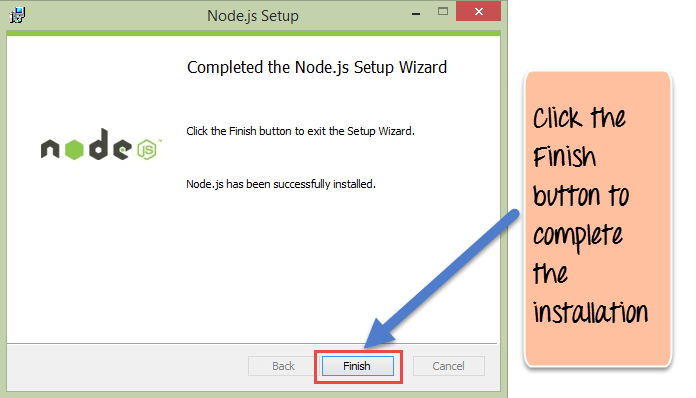 Node.js Setup
Completed the Node.js Setup Wizard
node
JS
™
Click the Finish button to exit the Setup Wizard.
Node.js has been successfully installed.
Back
Finish
Cancel
Click the
Finish
button to
complete
the
installation